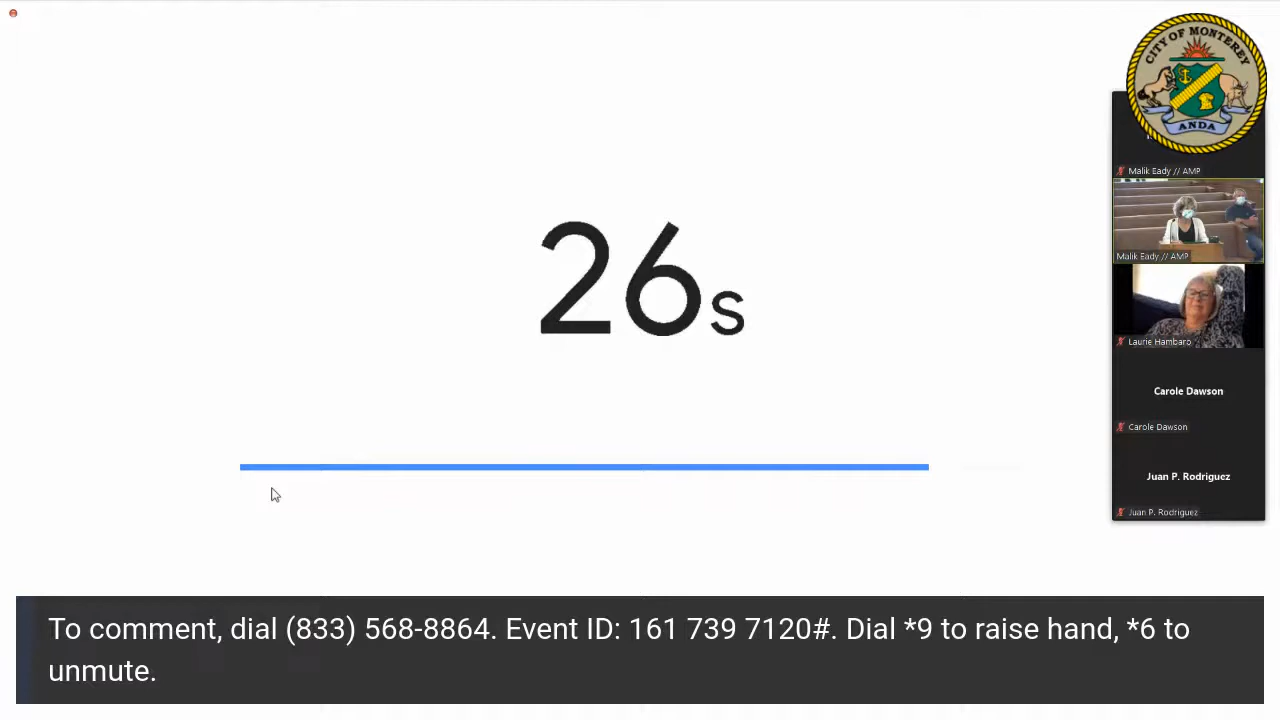 CITY OF MONTEREY
ANDA
Malik Eady // AMP
26s
Malik Eady // AMP
Laurie Hambaro
Carole Dawson
Carole Dawson
Juan P. Rodriguez
Juan P. Rodriguez
To comment, dial (833) 568-8864. Event ID: 161 739 7120#. Dial *9 to raise hand, *6 to
unmute.